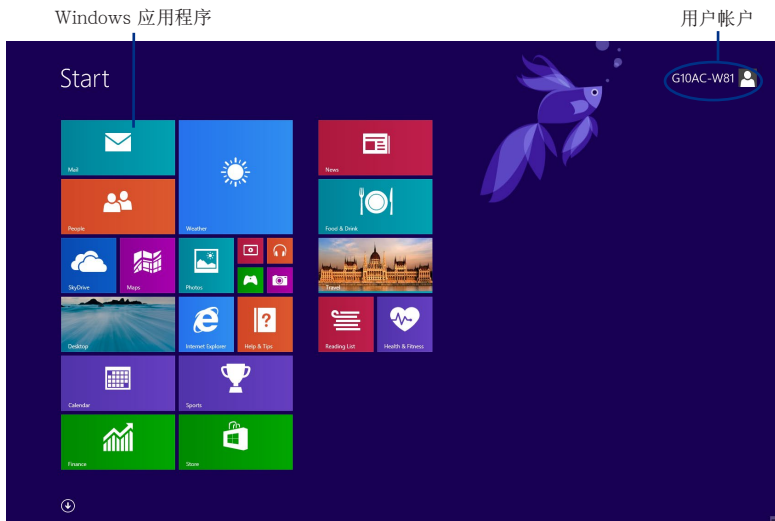 Windows 应用程序
用户帐户
Start
G10AC-W81
Mail
People
Weather
News
Food & Drink
SkyDrive
Maps
Photos
Travel
Desktop
Internet Explorer
Help & Tips
Reading List
Health & Fitness
Calendar
Sports
Finance
Store